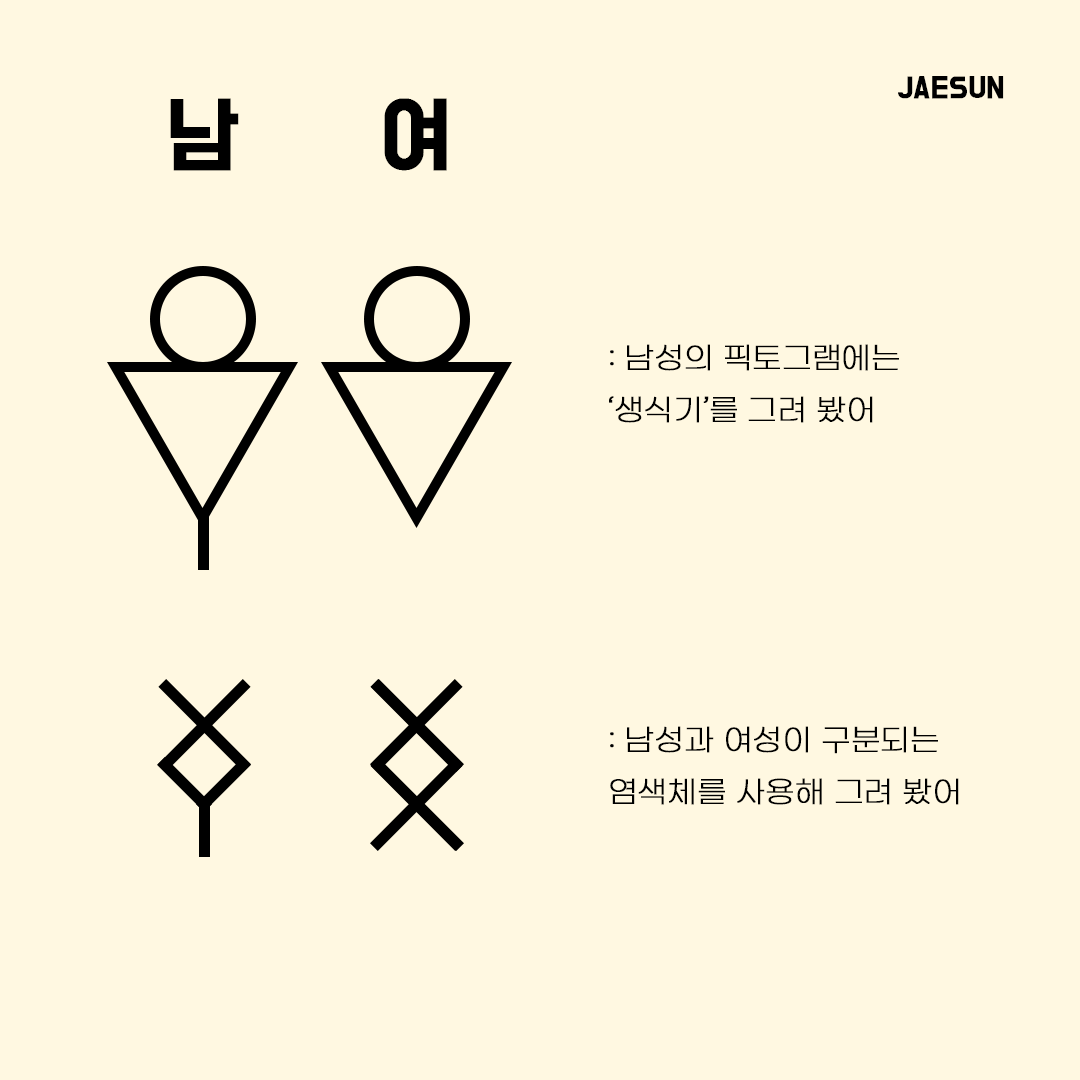 JAESUN
남 여
: 남성의 픽토그램에는
‘생식기’를 그려 봤어
: 남성과 여성이 구분되는
염색체를 사용해 그려 봤어